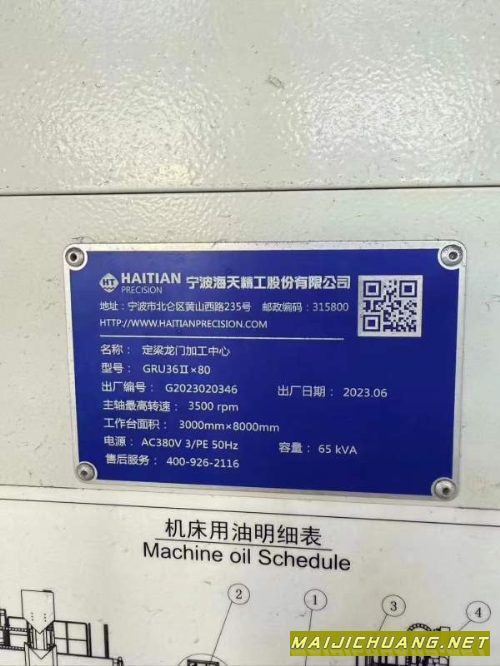 HT HAITIAN PRECISION 宁波海天精工股份有限公司
地址: 宁波市北仑区黄山西路235号 邮政编码: 315800
HTTP://WWW.HAITIANPRECISION.COM
名称: 定梁龙门加工中心
型号: GRU36Ⅱ×80
出厂编号: G2023020346 出厂日期: 2023.06
主轴最高转速: 3500 rpm
工作台面积: 3000mm×8000mm
电源: AC380V 3/PE 50Hz 容量: 65 kVA
售后服务: 400-926-2116
机床用油明细表
Machine oil Schedule
② ① ③ ④
MAIJICHUANG.NET